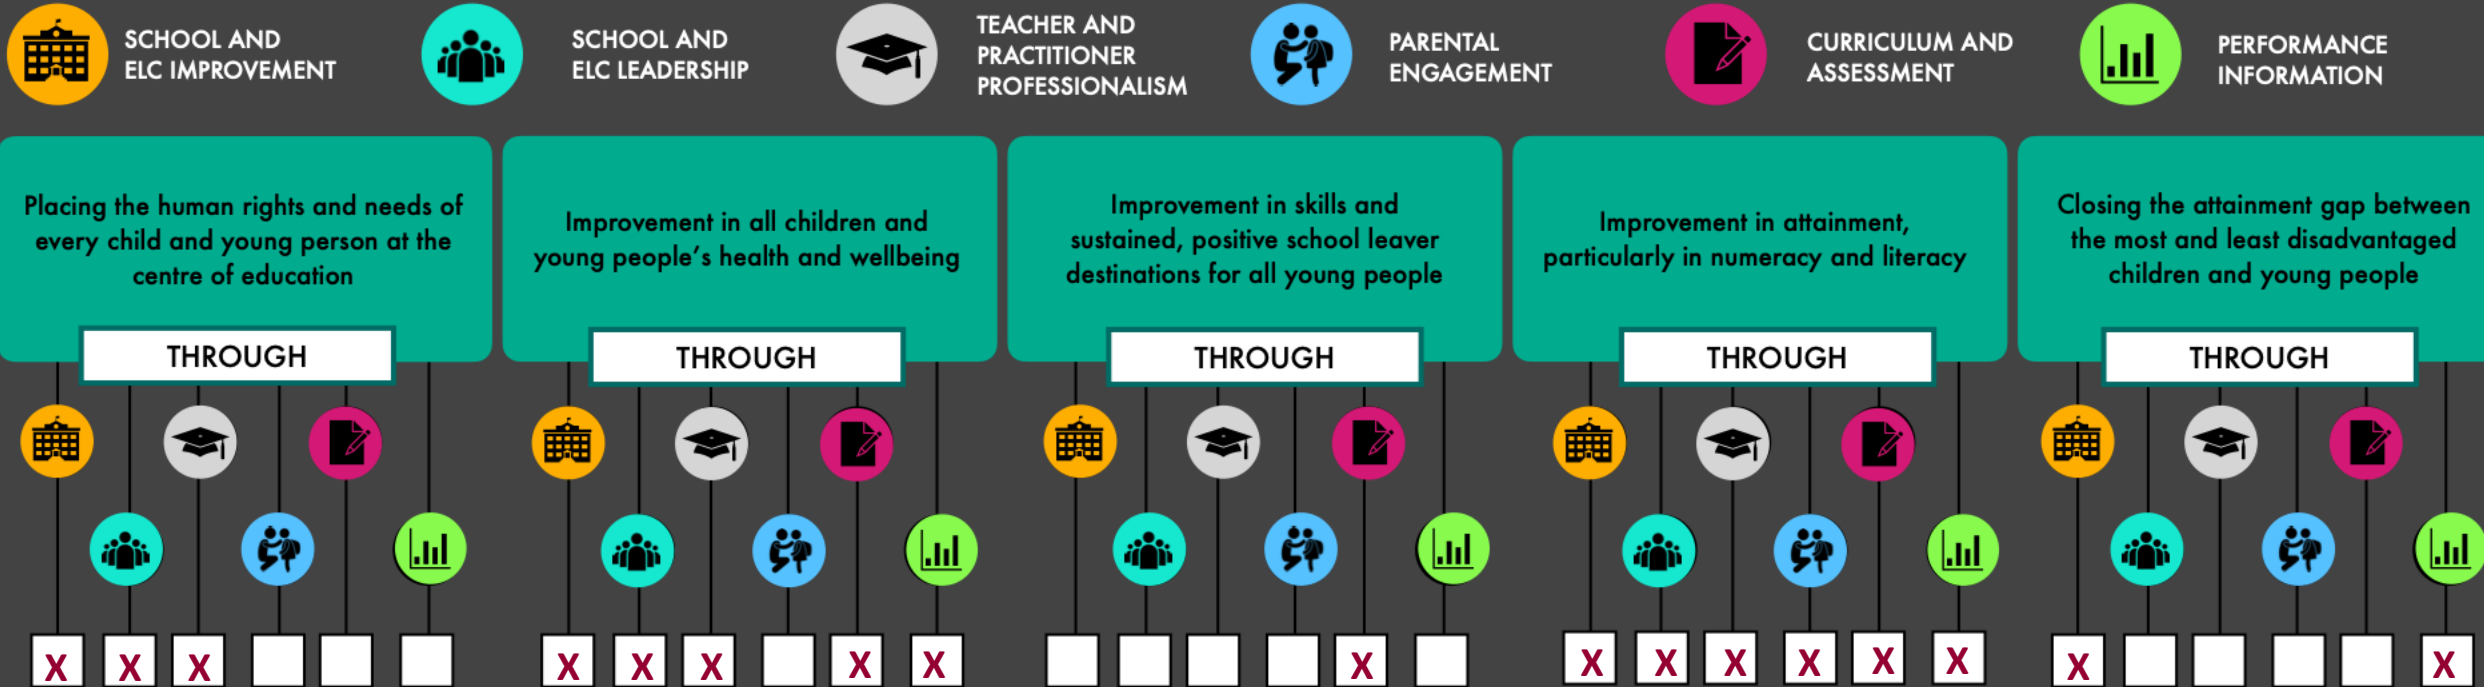 SCHOOL AND
ELC IMPROVEMENT
SCHOOL AND
ELC LEADERSHIP
TEACHER AND
PRACTITIONER
PROFESSIONALISM
PARENTAL
ENGAGEMENT
CURRICULUM AND
ASSESSMENT
PERFORMANCE
INFORMATION
Placing the human rights and needs of
every child and young person at the
centre of education
THROUGH
X X X
Improvement in all children and
young people's health and wellbeing
THROUGH
X X X X X
Improvement in skills and
sustained, positive school leaver
destinations for all young people
THROUGH
X
Improvement in attainment,
particularly in numeracy and literacy
THROUGH
X X X X X X
Closing the attainment gap between
the most and least disadvantaged
children and young people
THROUGH
X X